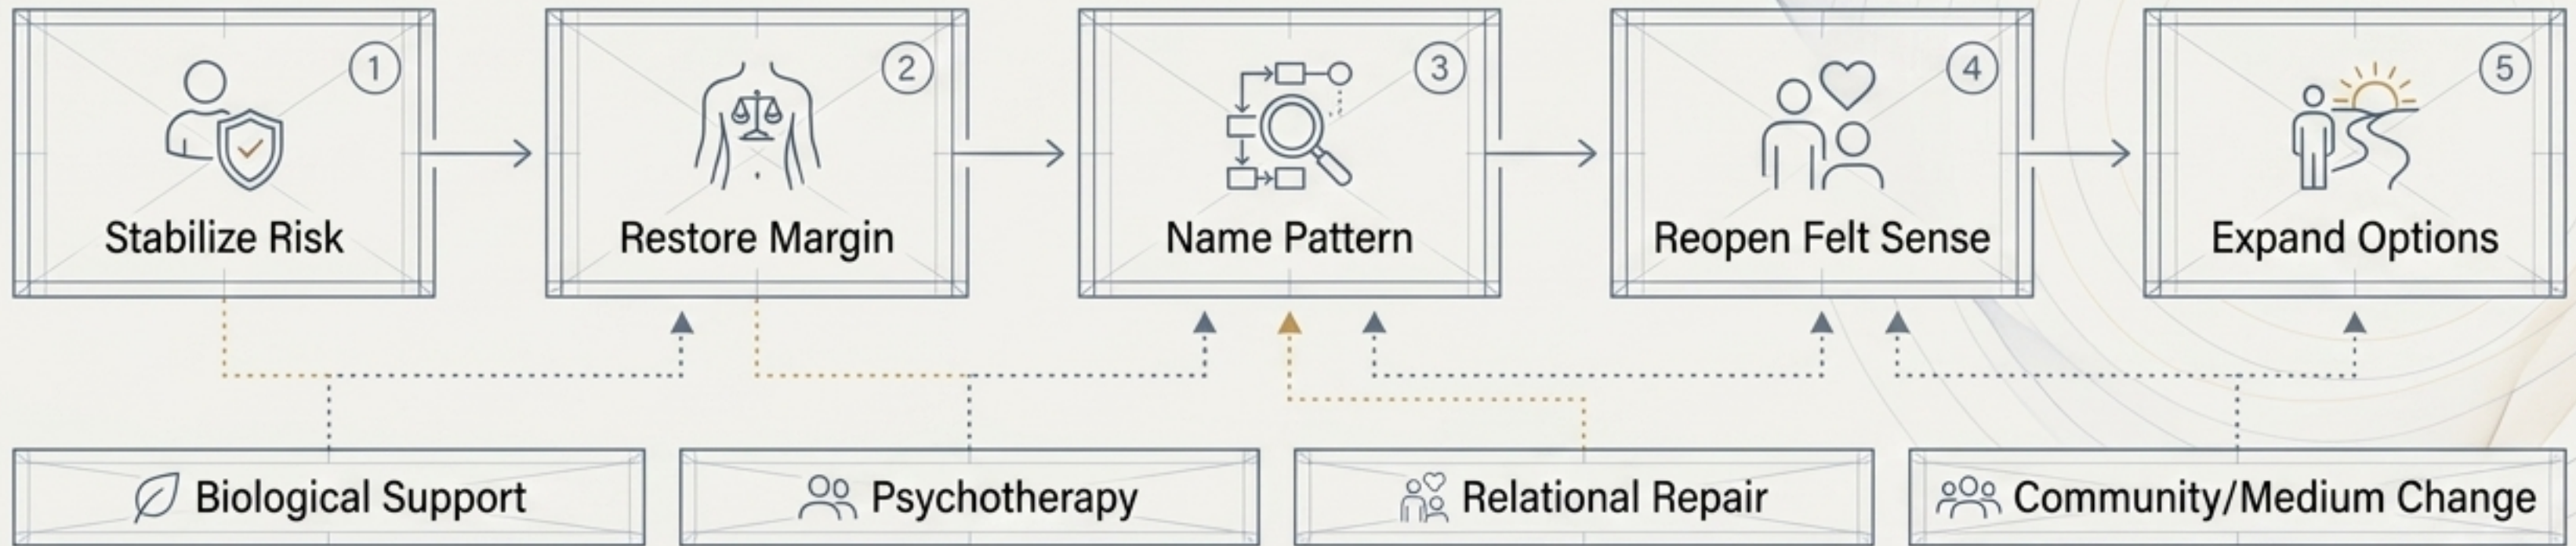 1
Stabilize Risk
2
Restore Margin
3
Name Pattern
4
Reopen Felt Sense
5
Expand Options
Biological Support
Psychotherapy
Relational Repair
Community/Medium Change